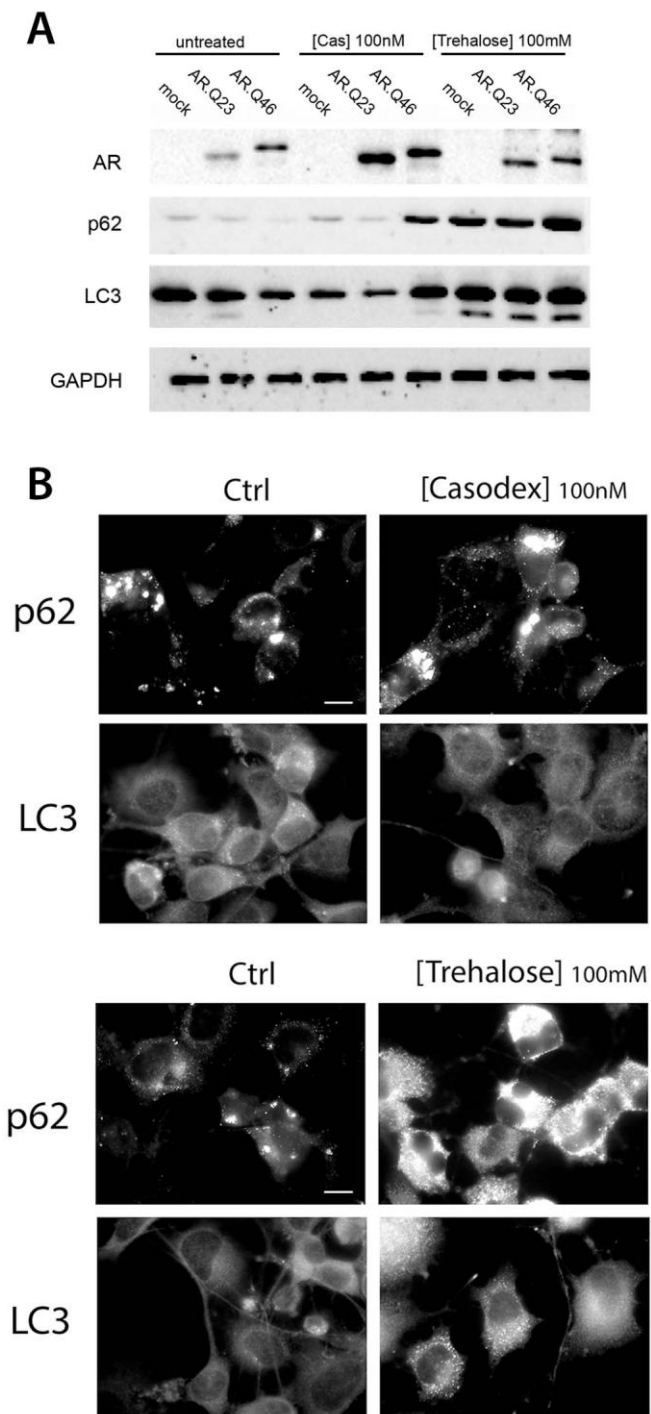 A
untreated [Cas] 100nM [Trehalose] 100mM
mock AR.Q23 AR.Q46 mock AR.Q23 AR.Q46 mock AR.Q23 AR.Q46
AR
p62
LC3
GAPDH
B
Ctrl [Casodex] 100nM
p62
LC3
Ctrl [Trehalose] 100mM
p62
LC3